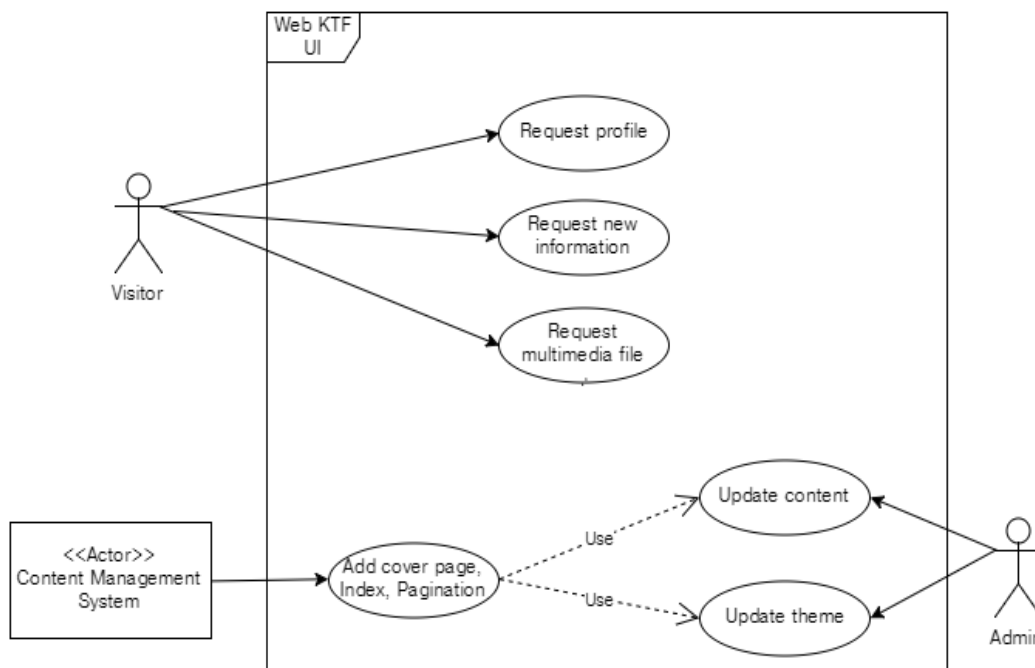 Web KTF
UI
Request profile
Request new
information
Visitor
Request
multimedia file
Update content
Use
<<Actor>>
Content Management
System
Add cover page,
Index, Pagination
Use
Update theme
Admin